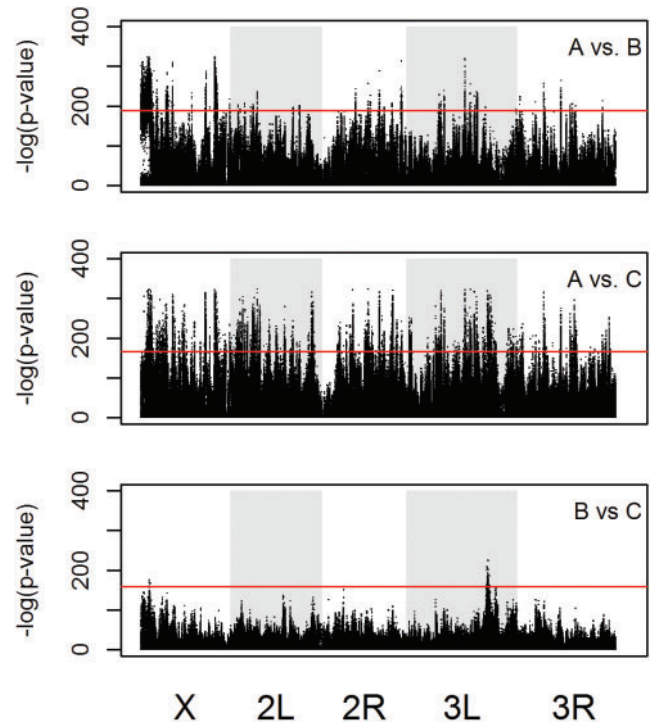 A vs. B
-log(p-value)
400
200
0
A vs. C
-log(p-value)
400
200
0
B vs C
-log(p-value)
400
200
0
X 2L 2R 3L 3R